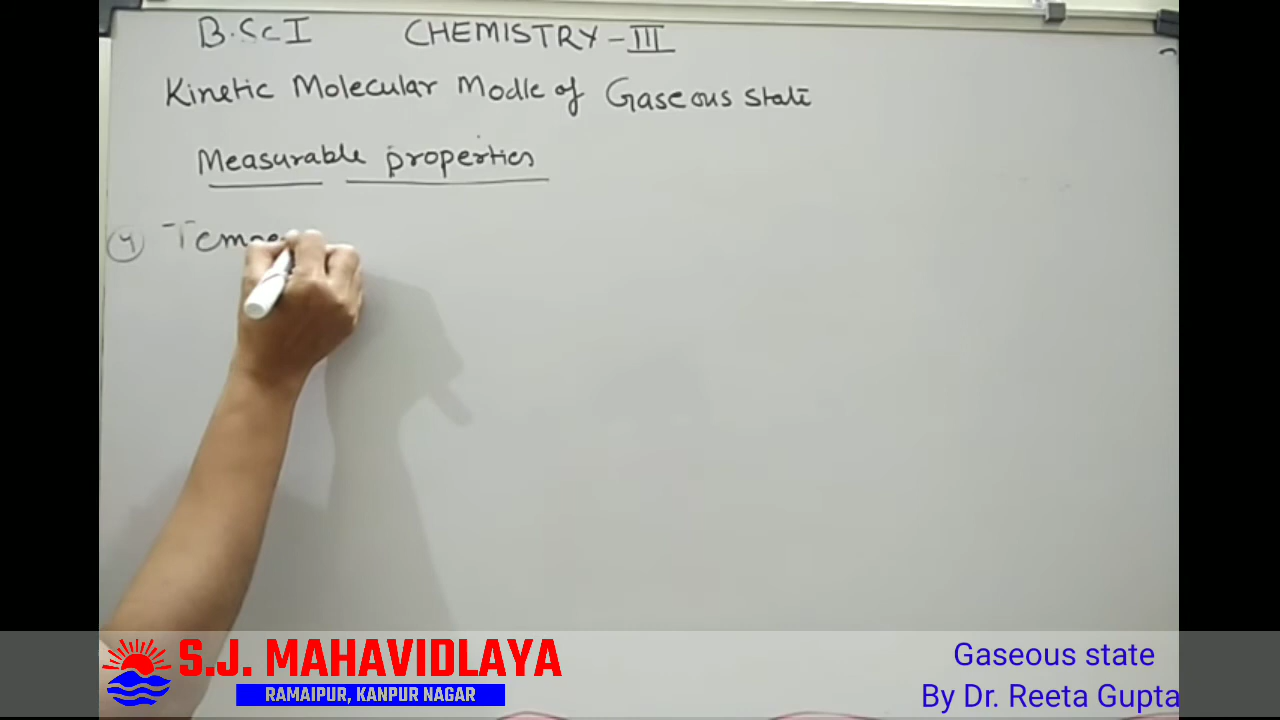 B.Sc I CHEMISTRY - III
Kinetic Molecular Modle of Gaseous state
Measurable properties
4 Tempe
S.J. MAHAVIDLAYA
RAMAIPUR, KANPUR NAGAR
Gaseous state
By Dr. Reeta Gupta